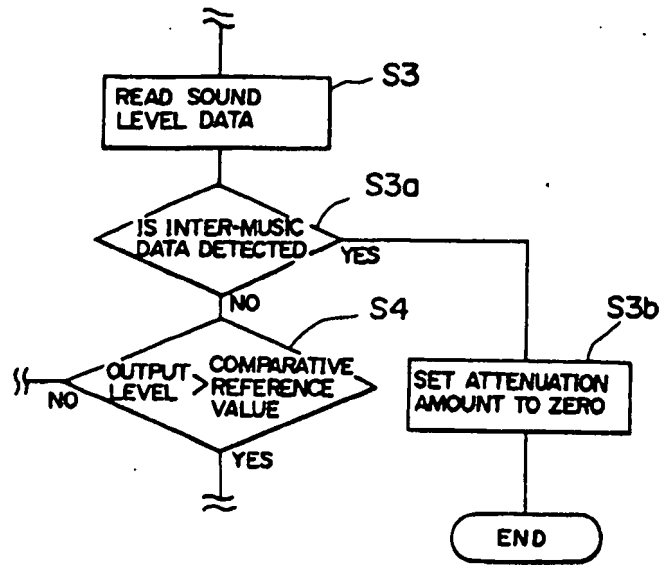 S3
READ SOUND
LEVEL DATA
S3a
IS INTER-MUSIC
DATA DETECTED
YES
NO
S4
S3b
OUTPUT
LEVEL
>
COMPARATIVE
REFERENCE
VALUE
NO
YES
SET ATTENUATION
AMOUNT TO ZERO
END